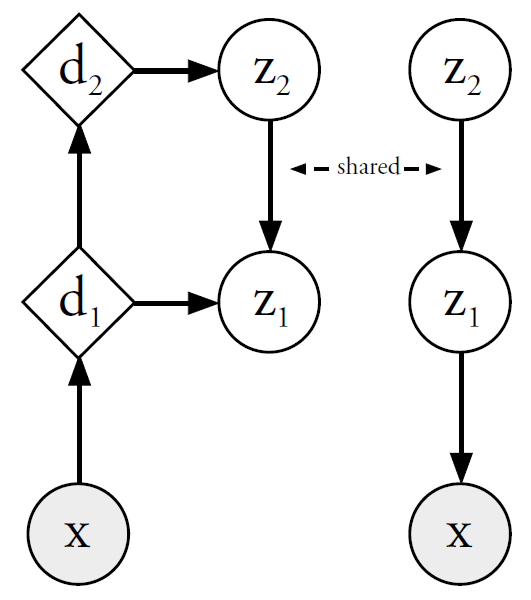 d₂ z₂ z₂
shared
d₁ z₁ z₁
x x